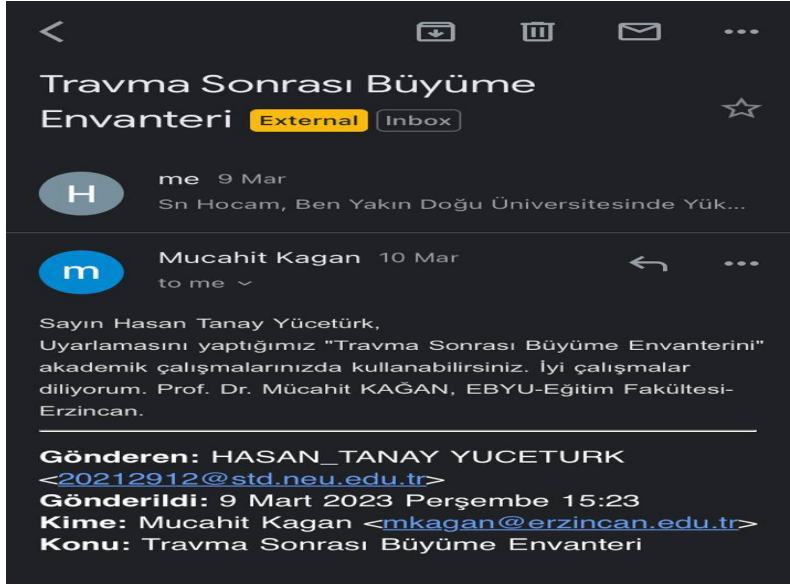 Travma Sonrası Büyüme
Envanteri External Inbox
H
me 9 Mar
Sn Hocam, Ben Yakın Doğu Üniversitesinde Yük...
m
Mucahit Kagan 10 Mar
to me
Sayın Hasan Tanay Yücetürk,
Uyarlamasını yaptığımız "Travma Sonrası Büyüme Envanterini"
akademik çalışmalarınızda kullanabilirsiniz. İyi çalışmalar
diliyorum. Prof. Dr. Mücahit KAĞAN, EBYU-Eğitim Fakültesi-
Erzincan.
Gönderen: HASAN_TANAY YUCETURK
<20212912@std.neu.edu.tr>
Gönderildi: 9 Mart 2023 Perşembe 15:23
Kime: Mucahit Kagan <mkagan@erzincan.edu.tr>
Konu: Travma Sonrası Büyüme Envanteri